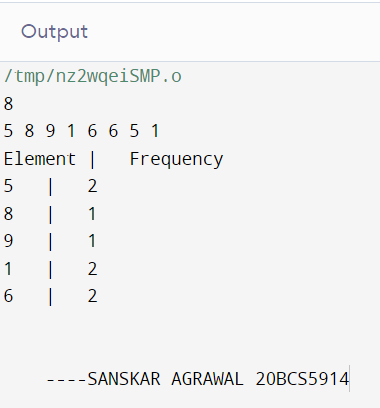 Output
/tmp/nz2wqeiSMP.o
8
5 8 9 1 6 6 5 1
Element |   Frequency
5   |   2
8   |   1
9   |   1
1   |   2
6   |   2
----SANSKAR AGRAWAL 20BCS5914